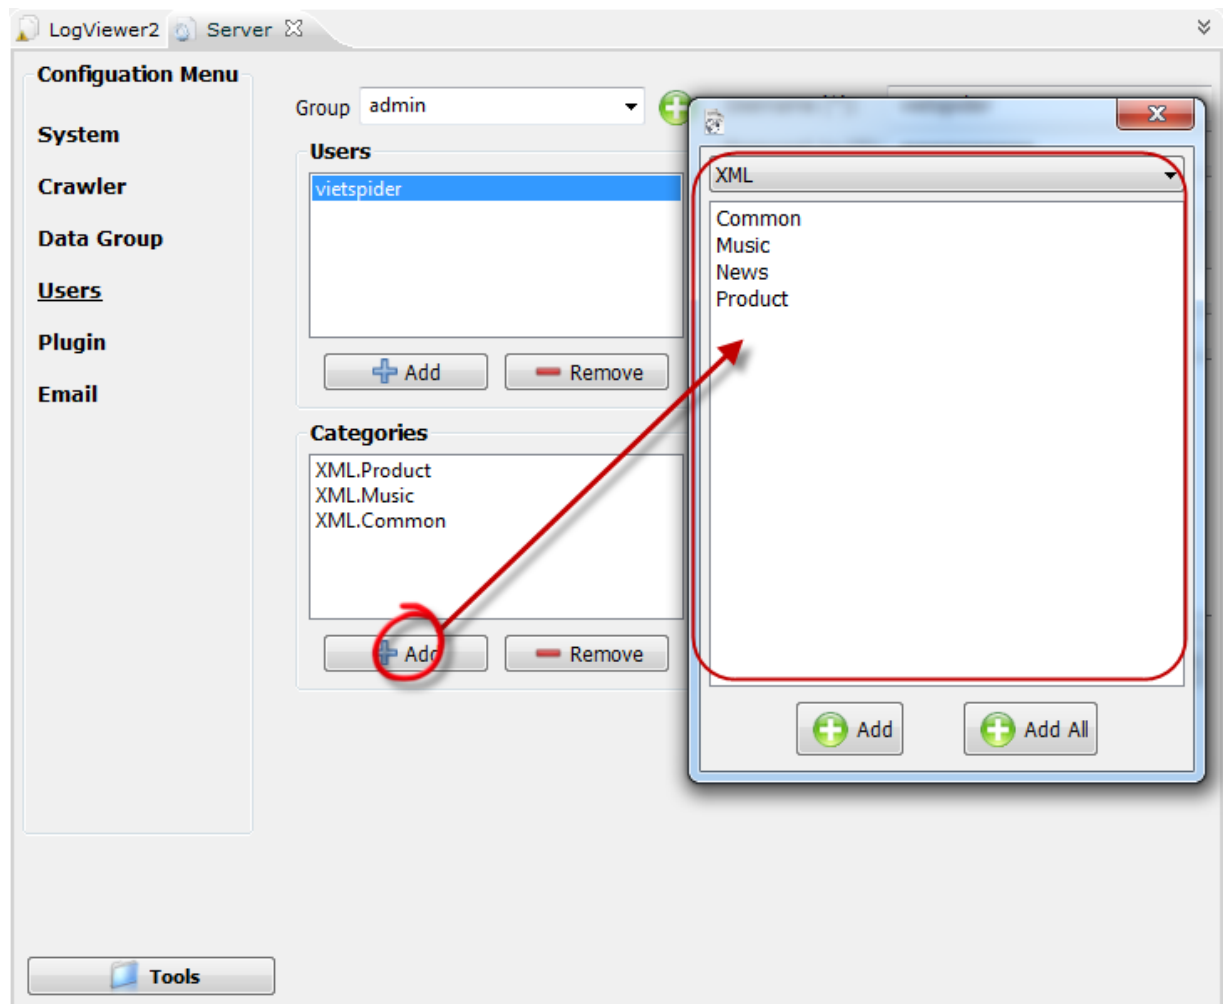 LogViewer2 Server
Configuation Menu
System
Crawler
Data Group
Users
Plugin
Email
Tools
Group admin
Users
vietspider
Add Remove
Categories
XML.Product
XML.Music
XML.Common
Add Remove
XML
Common
Music
News
Product
Add Add All